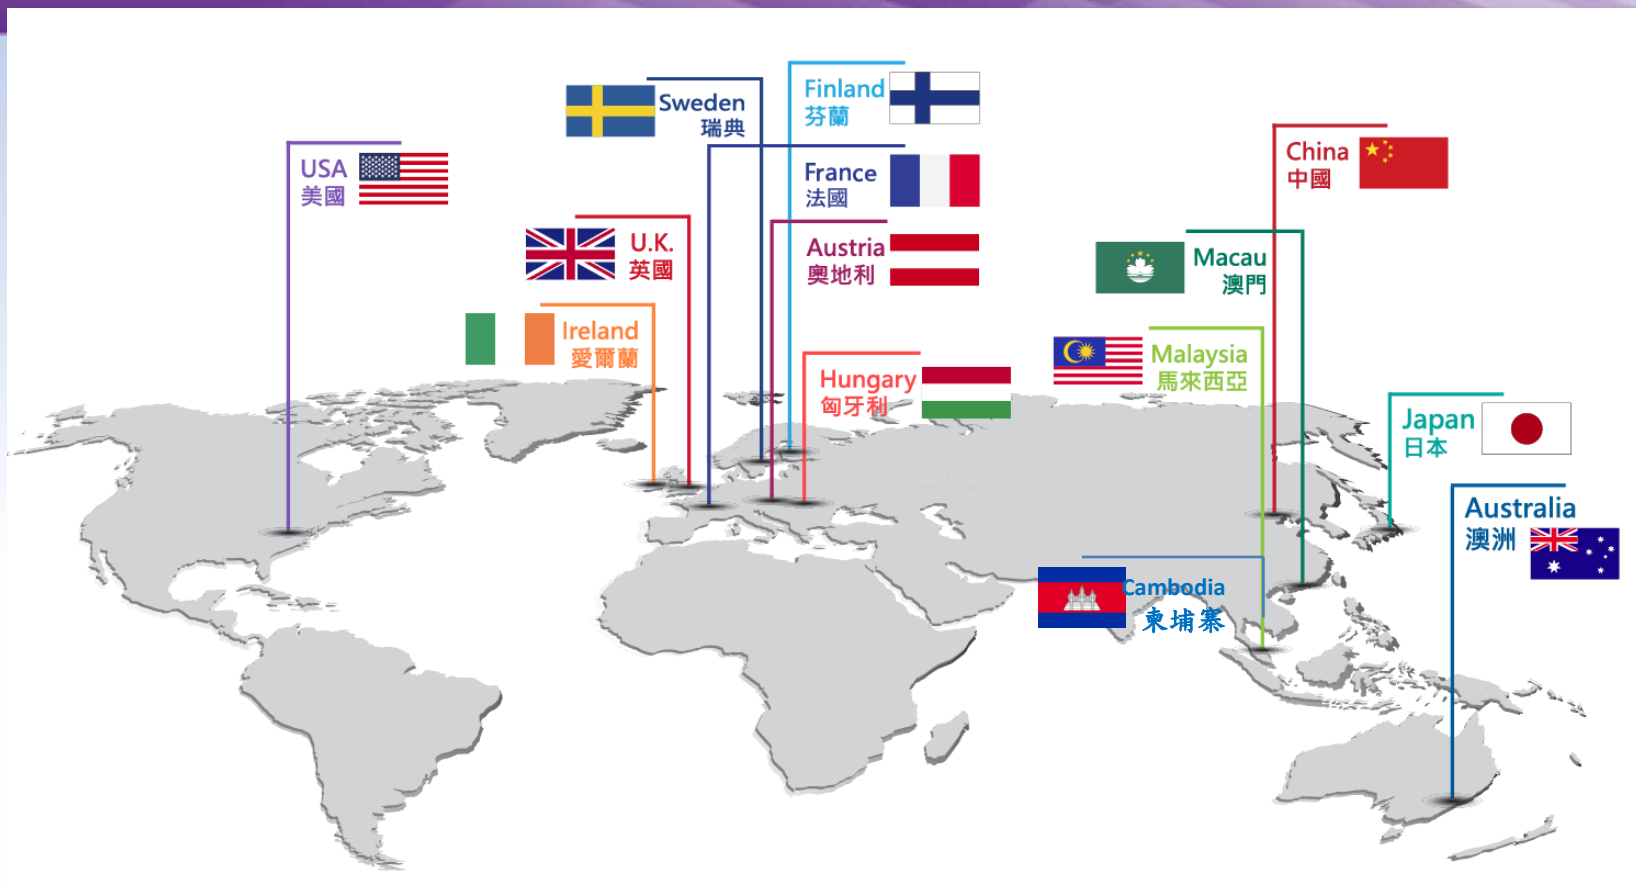 Finland
芬蘭
Sweden
瑞典
China
中國
USA
美國
France
法國
U.K.
英國
Austria
奧地利
Macau
澳門
Ireland
愛爾蘭
Malaysia
馬來西亞
Hungary
匈牙利
Japan
日本
Australia
澳洲
Cambodia
柬埔寨